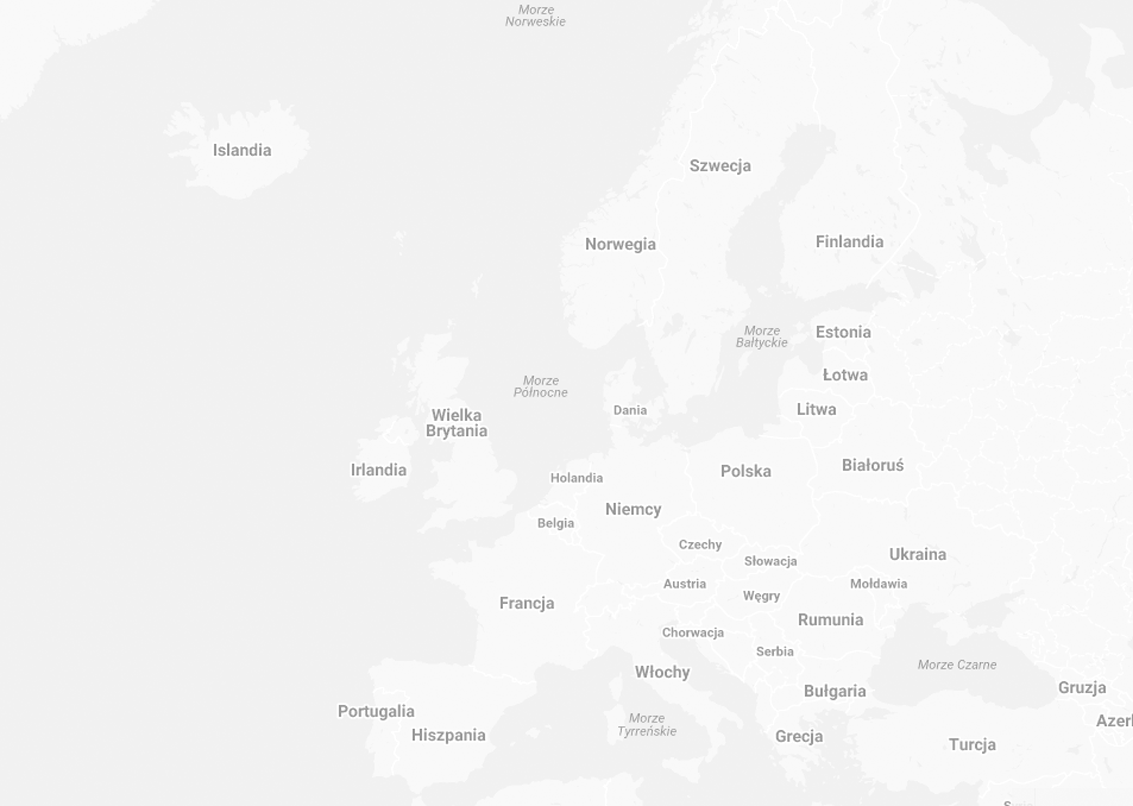 Morze
Norweskie
Islandia
Szwecja
Norwegia
Finlandia
Morze
Bałtyckie
Estonia
Morze
Północne
Łotwa
Dania
Litwa
Wielka
Brytania
Irlandia
Holandia
Polska
Białoruś
Niemcy
Belgia
Czechy
Słowacja
Ukraina
Austria
Węgry
Mołdawia
Francja
Rumunia
Chorwacja
Serbia
Włochy
Morze Czarne
Bułgaria
Gruzja
Portugalia
Hiszpania
Morze
Tyrreńskie
Grecja
Turcja
Azerb